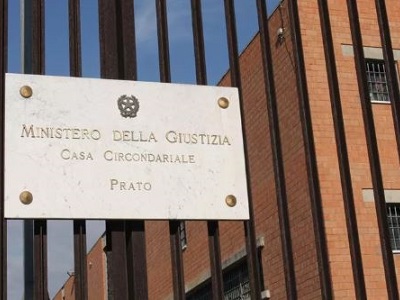 Ministero della Giustizia
Casa Circondariale
Prato